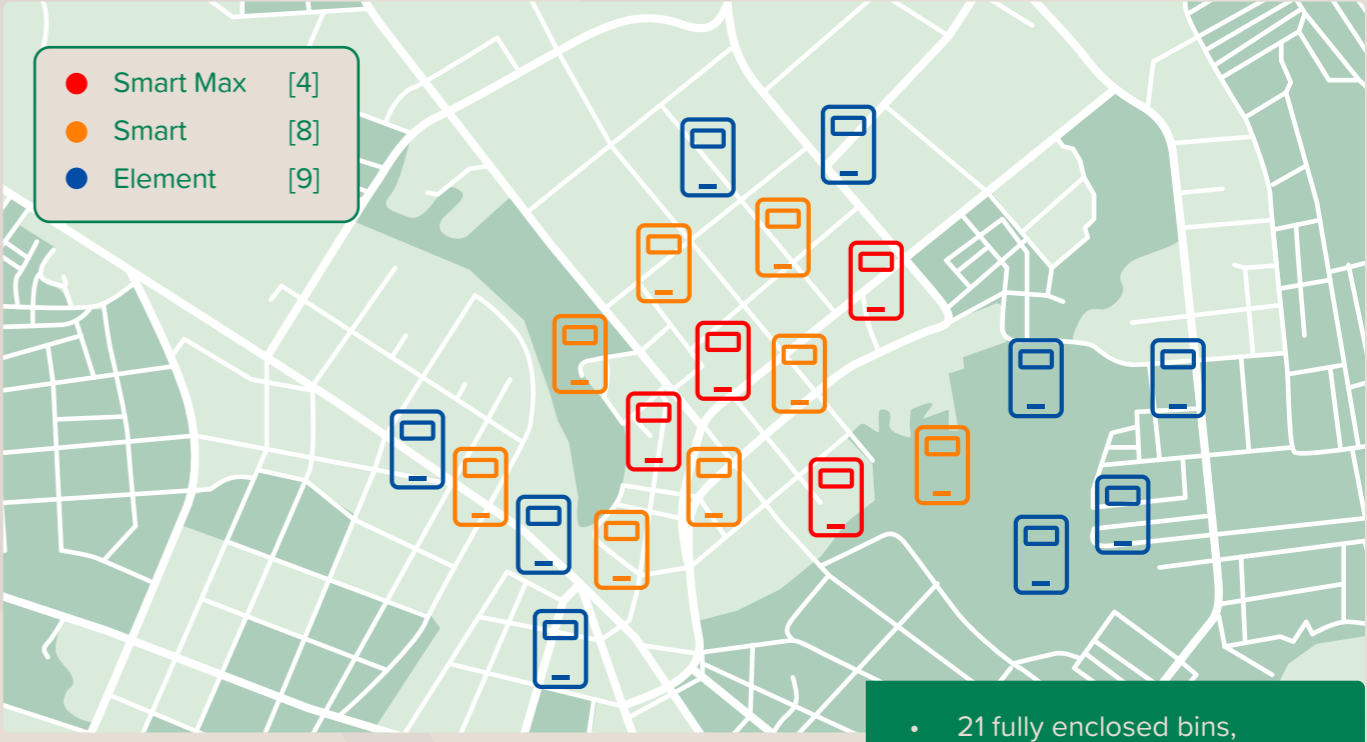 Smart Max [4]
Smart [8]
Element [9]
• 21 fully enclosed bins,